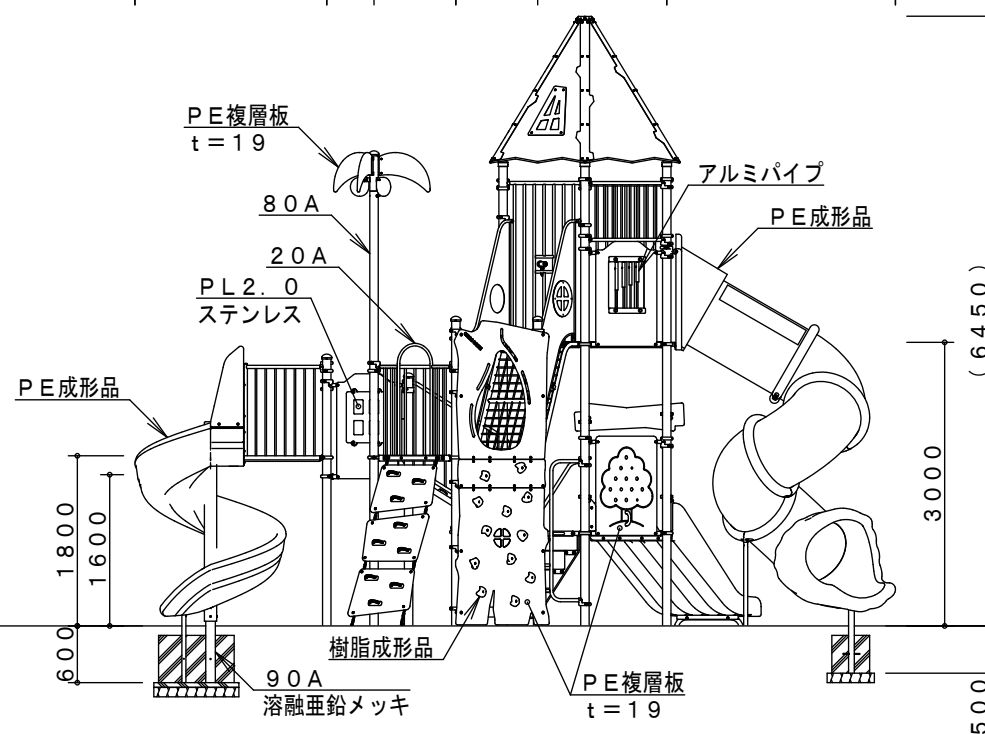 PE複層板
t=19
アルミパイプ
PE成形品
80A
20A
PL2.0
ステンレス
PE成形品
(6450)
3000
1800
1600
600
樹脂成形品
90A
溶融亜鉛メッキ
PE複層板
t=19
500